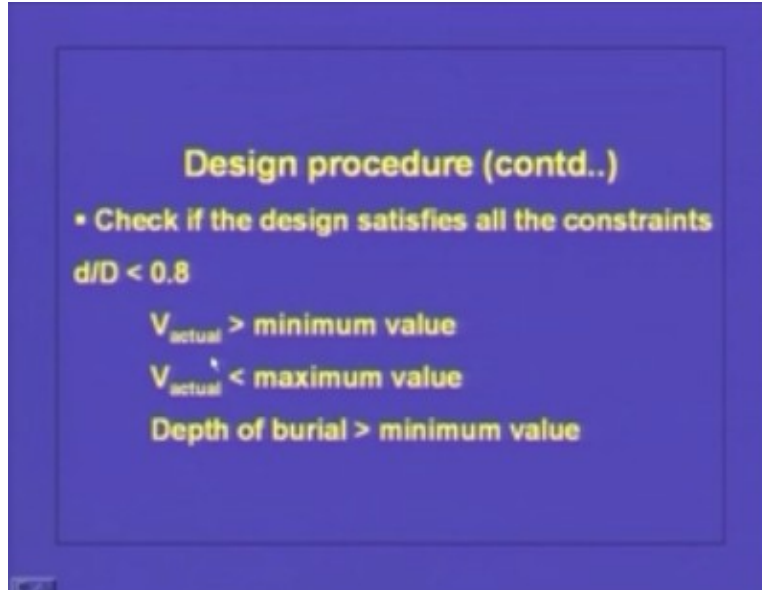 Design procedure (contd..)
▪ Check if the design satisfies all the constraints
d/D < 0.8
Vactual > minimum value
Vactual < maximum value
Depth of burial > minimum value